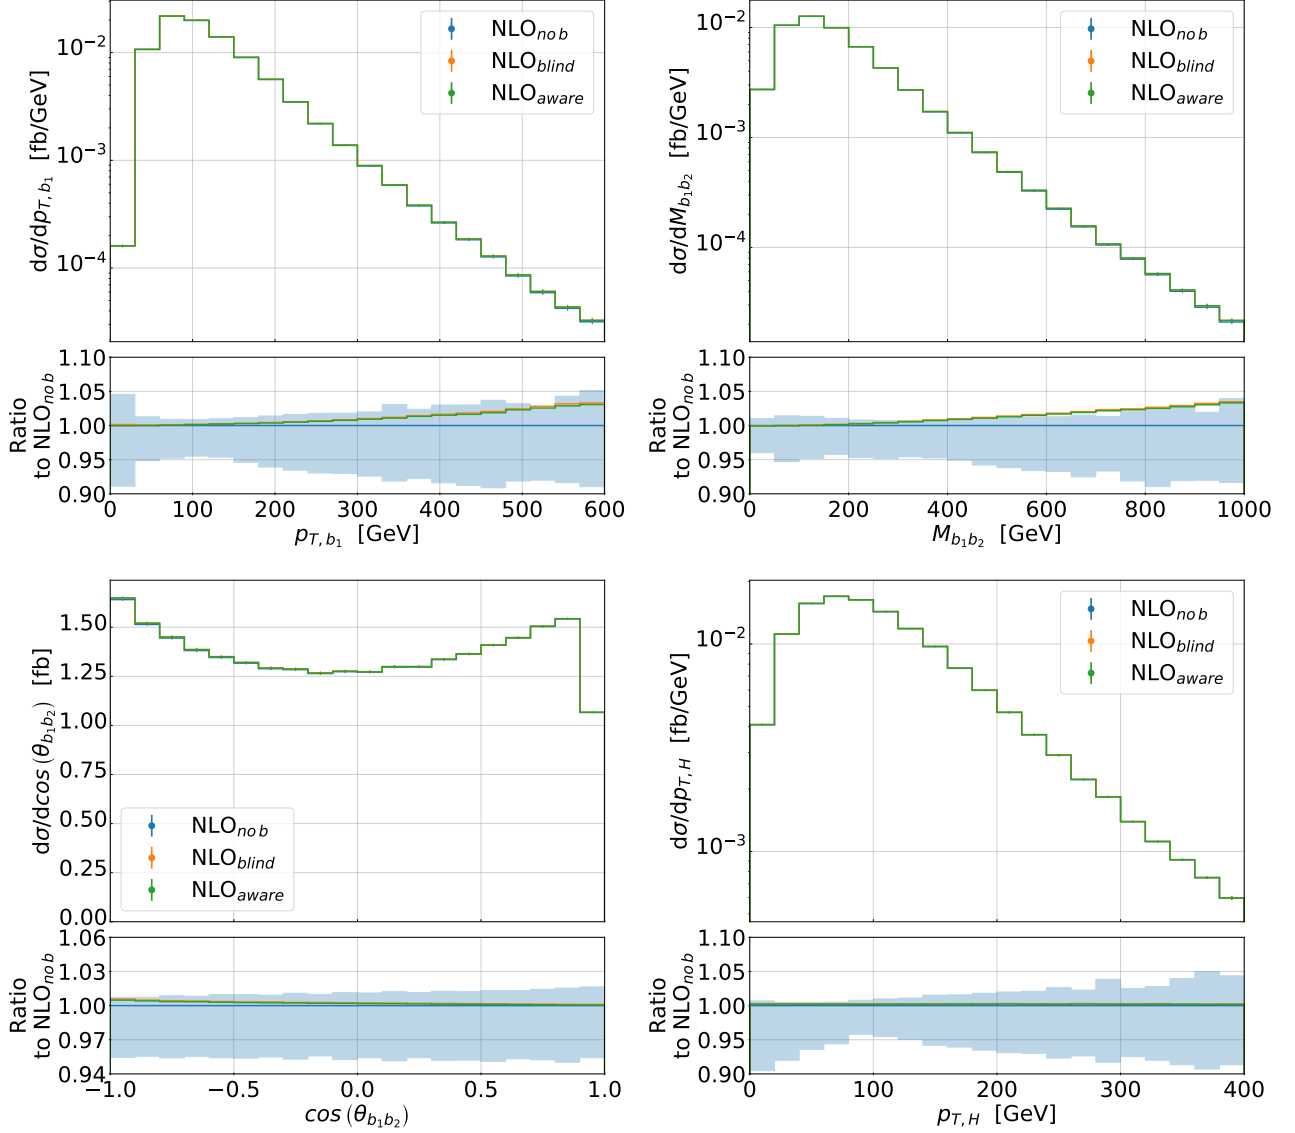 10⁻²
10⁻³
10⁻⁴
dσ/dp_{T, b₁} [fb/GeV]
NLO_{no b}
NLO_{blind}
NLO_{aware}
1.10
1.05
1.00
0.95
0.90
Ratio
to NLO_{no b}
0 100 200 300 400 500 600
p_{T, b₁} [GeV]
10⁻²
10⁻³
10⁻⁴
dσ/dM_{b₁b₂} [fb/GeV]
NLO_{no b}
NLO_{blind}
NLO_{aware}
1.10
1.05
1.00
0.95
0.90
Ratio
to NLO_{no b}
0 200 400 600 800 1000
M_{b₁b₂} [GeV]
1.50
1.25
1.00
0.75
0.50
0.25
0.00
dσ/dcos (θ_{b₁b₂}) [fb]
NLO_{no b}
NLO_{blind}
NLO_{aware}
1.06
1.03
1.00
0.97
0.94
Ratio
to NLO_{no b}
−1.0 −0.5 0.0 0.5 1.0
cos (θ_{b₁b₂})
10⁻²
10⁻³
dσ/dp_{T, H} [fb/GeV]
NLO_{no b}
NLO_{blind}
NLO_{aware}
1.10
1.05
1.00
0.95
0.90
Ratio
to NLO_{no b}
0 100 200 300 400
p_{T, H} [GeV]